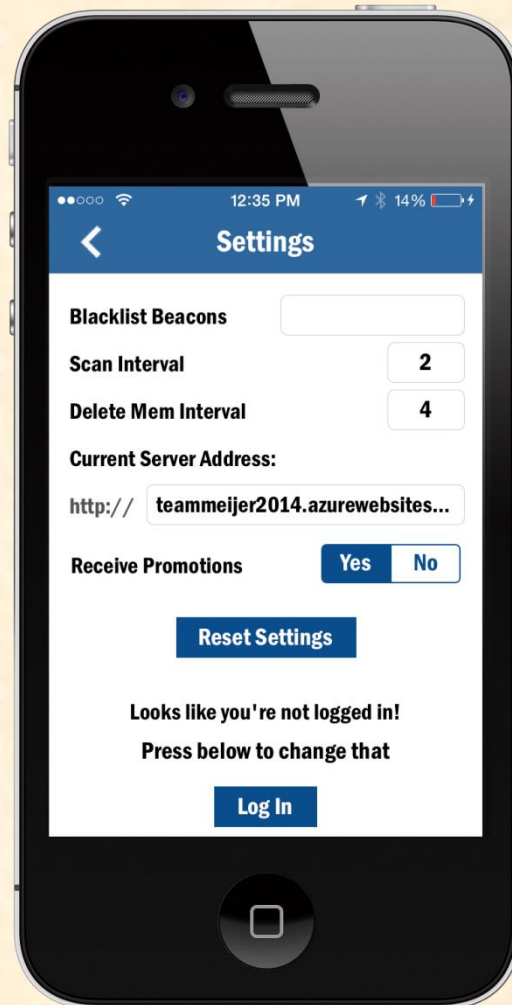 12:35 PM 14%
Settings
Blacklist Beacons
Scan Interval 2
Delete Mem Interval 4
Current Server Address:
http:// teammeijer2014.azurewebsites...
Receive Promotions Yes No
Reset Settings
Looks like you're not logged in!
Press below to change that
Log In